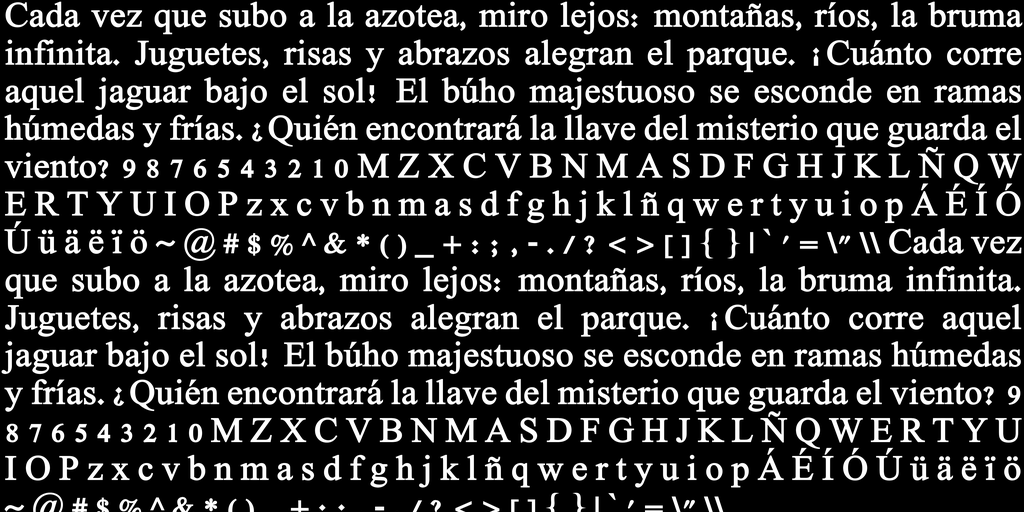 Cada vez que subo a la azotea, miro lejos: montañas, ríos, la bruma
infinita. Juguetes, risas y abrazos alegran el parque. ¡Cuánto corre
aquel jaguar bajo el sol! El búho majestuoso se esconde en ramas
húmedas y frías. ¿Quién encontrará la llave del misterio que guarda el
viento? 9 8 7 6 5 4 3 2 1 0 M Z X C V B N M A S D F G H J K L Ñ Q W
E R T Y U I O P z x c v b n m a s d f g h j k l ñ q w e r t y u i o p Á É Í Ó
Ú ü ä ë ï ö ~ @ # $ % ^ & * ( ) _ + : ; , - . / ? < > [ ] { } | ` ′ = \″ \\ Cada vez
que subo a la azotea, miro lejos: montañas, ríos, la bruma infinita.
Juguetes, risas y abrazos alegran el parque. ¡Cuánto corre aquel
jaguar bajo el sol! El búho majestuoso se esconde en ramas húmedas
y frías. ¿Quién encontrará la llave del misterio que guarda el viento? 9
8 7 6 5 4 3 2 1 0 M Z X C V B N M A S D F G H J K L Ñ Q W E R T Y U
I O P z x c v b n m a s d f g h j k l ñ q w e r t y u i o p Á É Í Ó Ú ü ä ë ï ö
~ @ # $ % ^ & * ( ) _ + : ; , - . / ? < > [ ] { } | ` ′ = \″ \\